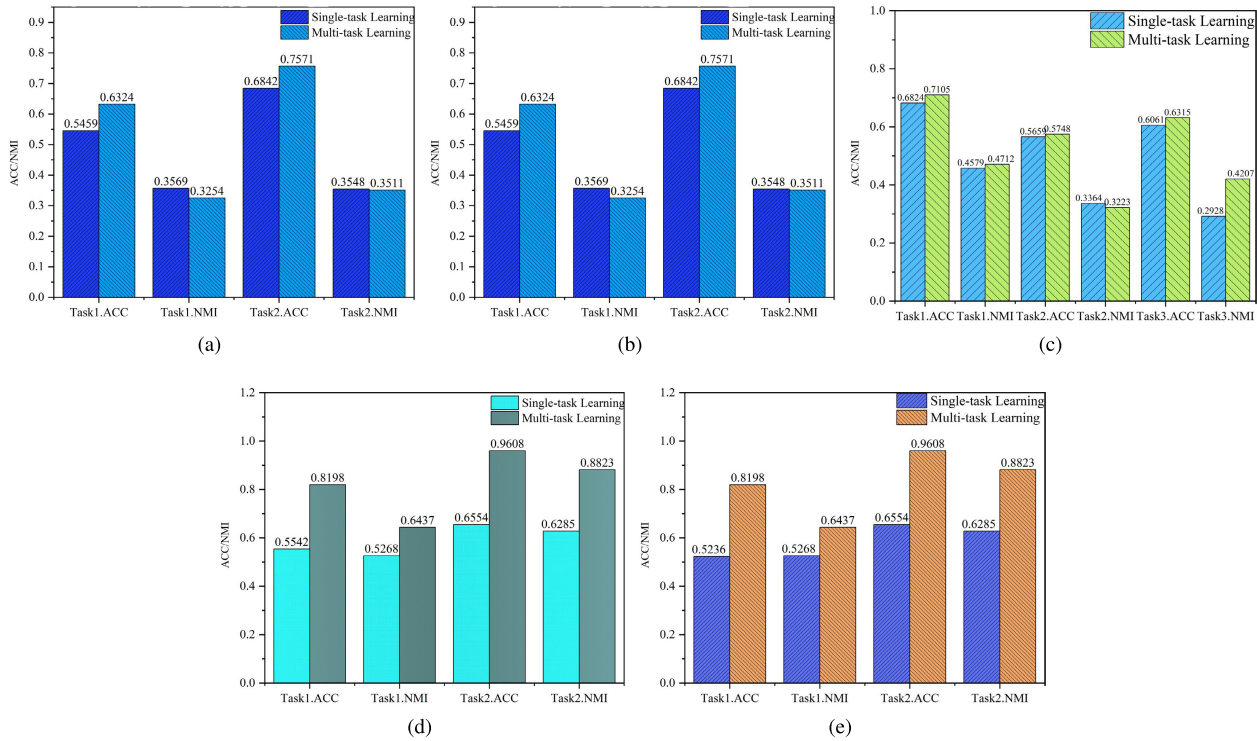 Single-task Learning
Multi-task Learning
0.9
0.8
0.7
0.6
0.5
0.4
0.3
0.2
0.1
0.0
ACC/NMI
0.5459
0.6324
0.3569
0.3254
0.6842
0.7571
0.3548
0.3511
Task1.ACC
Task1.NMI
Task2.ACC
Task2.NMI
(a)
Single-task Learning
Multi-task Learning
0.9
0.8
0.7
0.6
0.5
0.4
0.3
0.2
0.1
0.0
ACC/NMI
0.5459
0.6324
0.3569
0.3254
0.6842
0.7571
0.3548
0.3511
Task1.ACC
Task1.NMI
Task2.ACC
Task2.NMI
(b)
Single-task Learning
Multi-task Learning
1.0
0.8
0.6
0.4
0.2
0.0
ACC/NMI
0.6824
0.7105
0.4579
0.4712
0.5659
0.5748
0.3364
0.3223
0.6061
0.6315
0.2928
0.4207
Task1.ACC
Task1.NMI
Task2.ACC
Task2.NMI
Task3.ACC
Task3.NMI
(c)
Single-task Learning
Multi-task Learning
1.2
1.0
0.8
0.6
0.4
0.2
0.0
ACC/NMI
0.5542
0.8198
0.5268
0.6437
0.6554
0.9608
0.6285
0.8823
Task1.ACC
Task1.NMI
Task2.ACC
Task2.NMI
(d)
Single-task Learning
Multi-task Learning
1.2
1.0
0.8
0.6
0.4
0.2
0.0
ACC/NMI
0.5236
0.8198
0.5268
0.6437
0.6554
0.9608
0.6285
0.8823
Task1.ACC
Task1.NMI
Task2.ACC
Task2.NMI
(e)